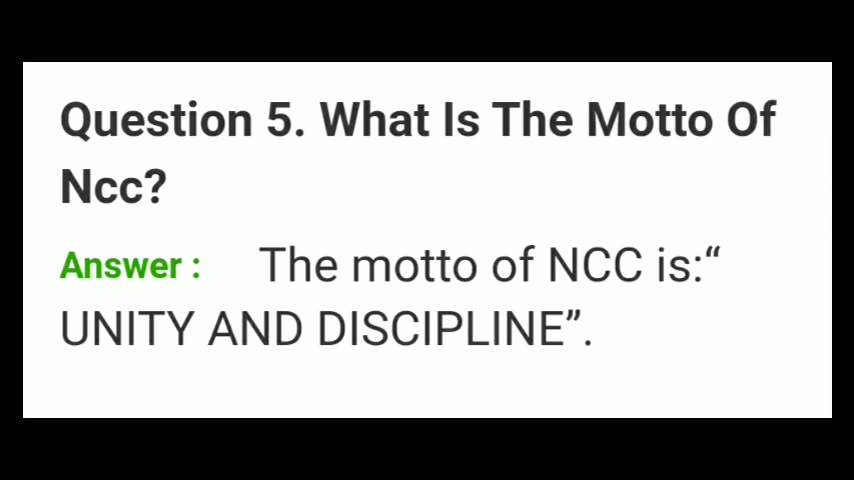 Question 5. What Is The Motto Of
Ncc?
Answer : The motto of NCC is:“
UNITY AND DISCIPLINE”.